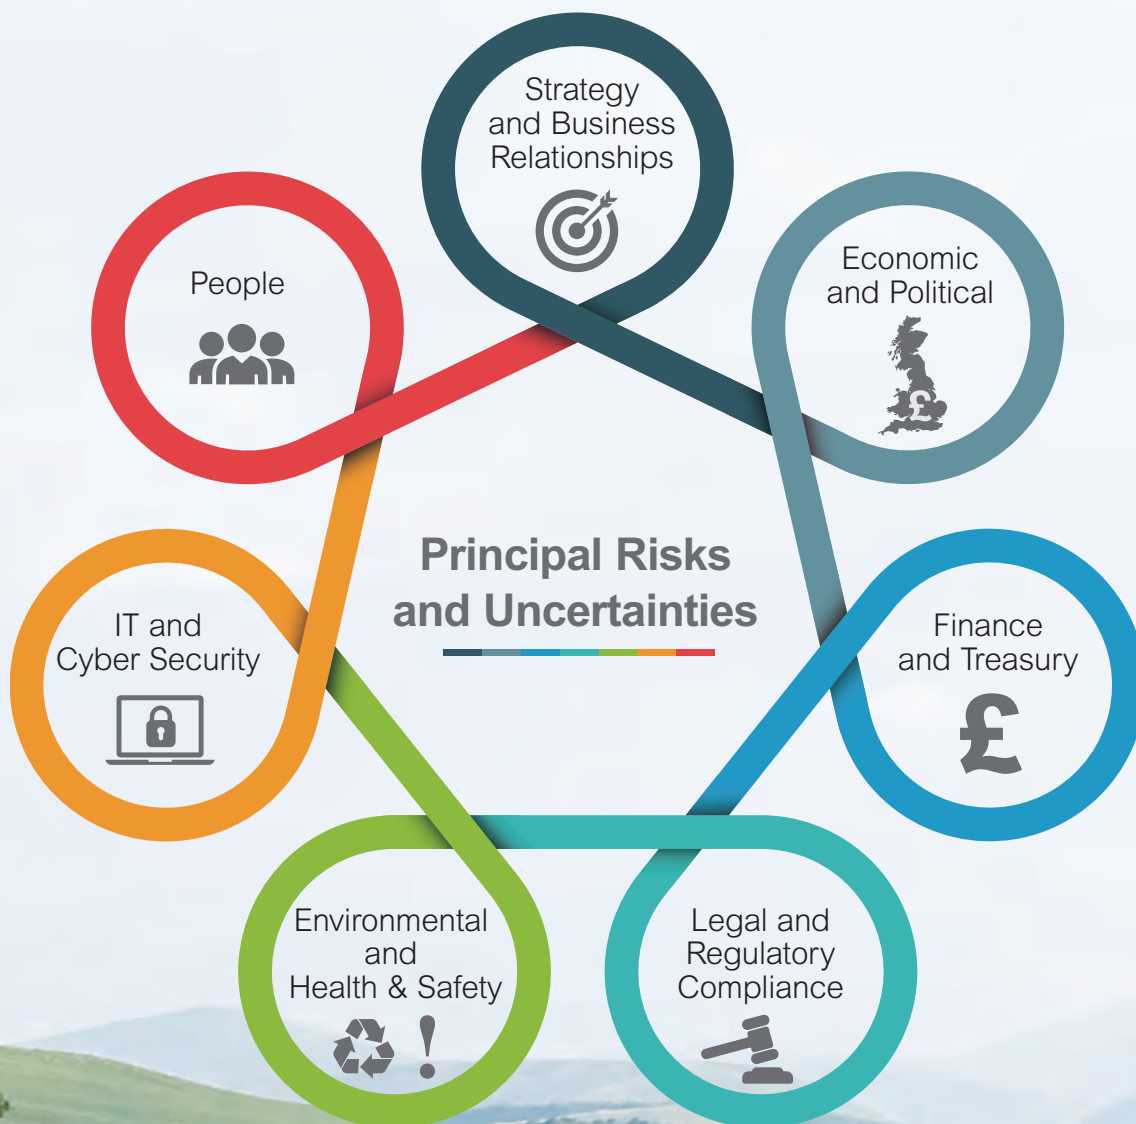 Strategy
and Business
Relationships
Economic
and Political
£
Finance
and Treasury
£
Legal and
Regulatory
Compliance
Environmental
and
Health & Safety
!
IT and
Cyber Security
People
Principal Risks
and Uncertainties